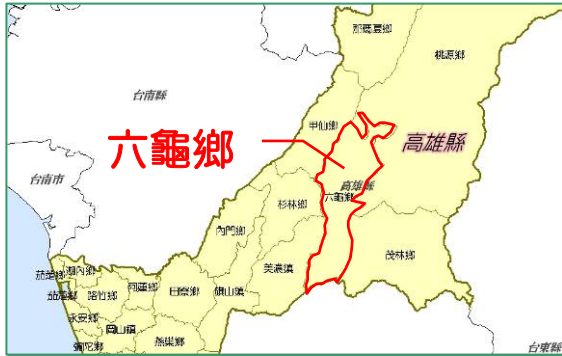 那瑪夏鄉
桃源鄉
台南縣
甲仙鄉
六龜鄉
高雄縣
台南市
高雄縣
六龜鄉
杉林鄉
內門鄉
美濃鎮
茂林鄉
茄萣鄉
湖內鄉
茄萣鄉
路竹鄉
阿蓮鄉
田寮鄉
旗山鎮
永安鄉
岡山鎮
彌陀鄉
燕巢鄉
台東縣